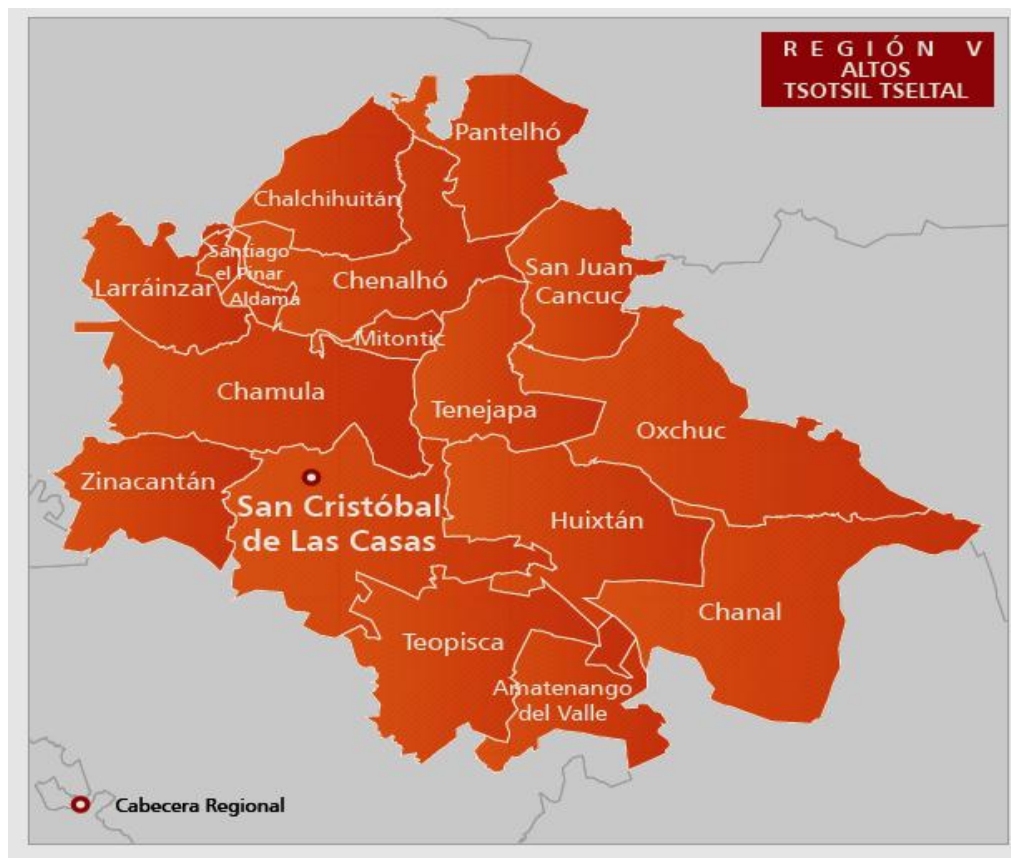 REGIÓN V
ALTOS
TSOTSIL TSELTAL
Pantelhó
Chalchihuitán
Santiago
el Pinar
Larráinzar
Aldama
Chenalhó
San Juan
Cancuc
Mitontic
Chamula
Tenejapa
Oxchuc
Zinacantán
San Cristóbal
de Las Casas
Huixtán
Chanal
Teopisca
Amatenango
del Valle
Cabecera Regional